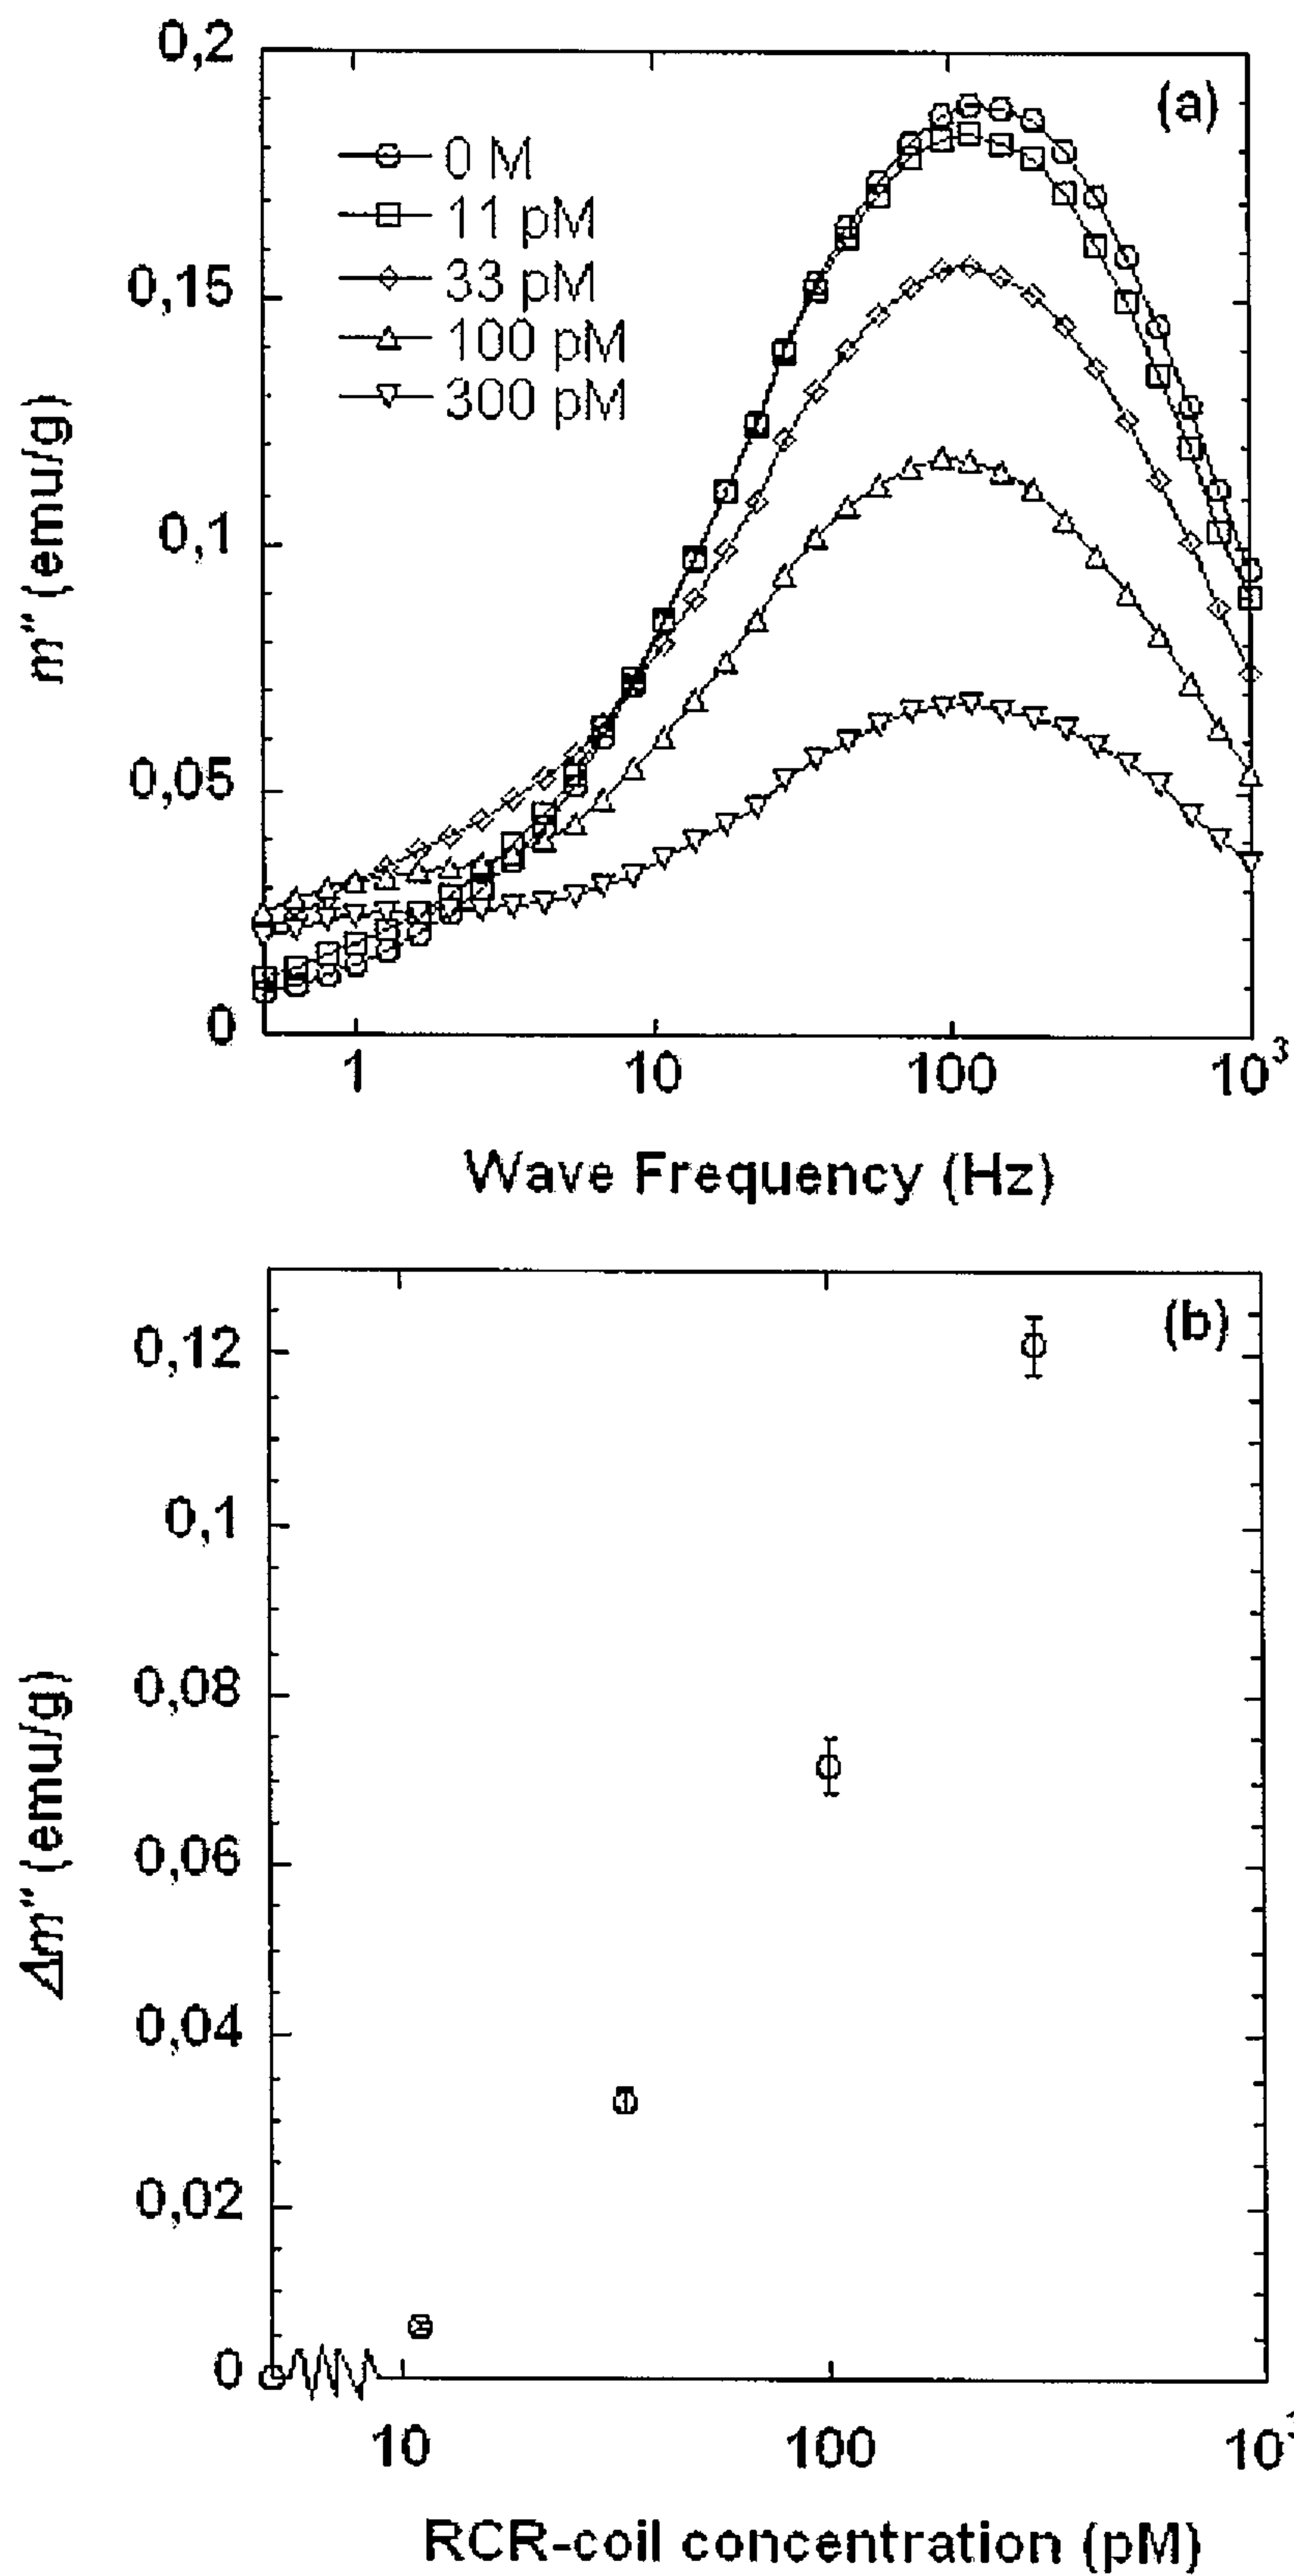 0,2
(a)
0 M
11 pM
33 pM
100 pM
300 pM
0,15
0,1
0,05
0
m" (emu/g)
1 10 100 10³
Wave Frequency (Hz)
(b)
0,12
0,1
0,08
0,06
0,04
0,02
0
Δm" (emu/g)
10 100 10³
RCR-coil concentration (pM)